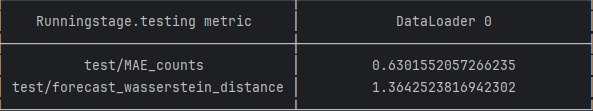 Runningstage.testing metric DataLoader 0
test/MAE_counts 0.6301552057266235
test/forecast_wasserstein_distance 1.3642523816942302